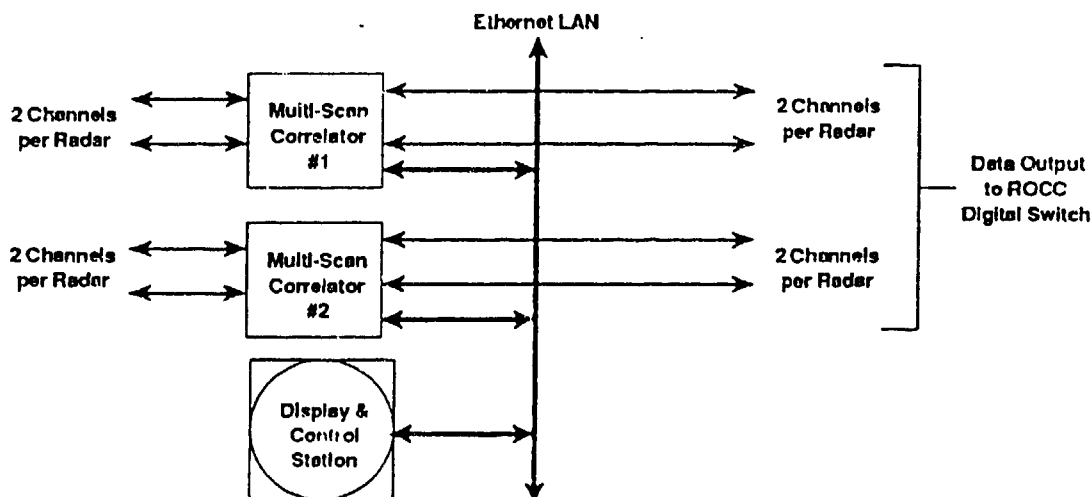 Ethernet LAN
2 Channels
per Radar
Multi-Scan
Correlator
#1
2 Channels
per Radar
Data Output
to ROCC
Digital Switch
2 Channels
per Radar
Multi-Scan
Correlator
#2
2 Channels
per Radar
Display &
Control
Station